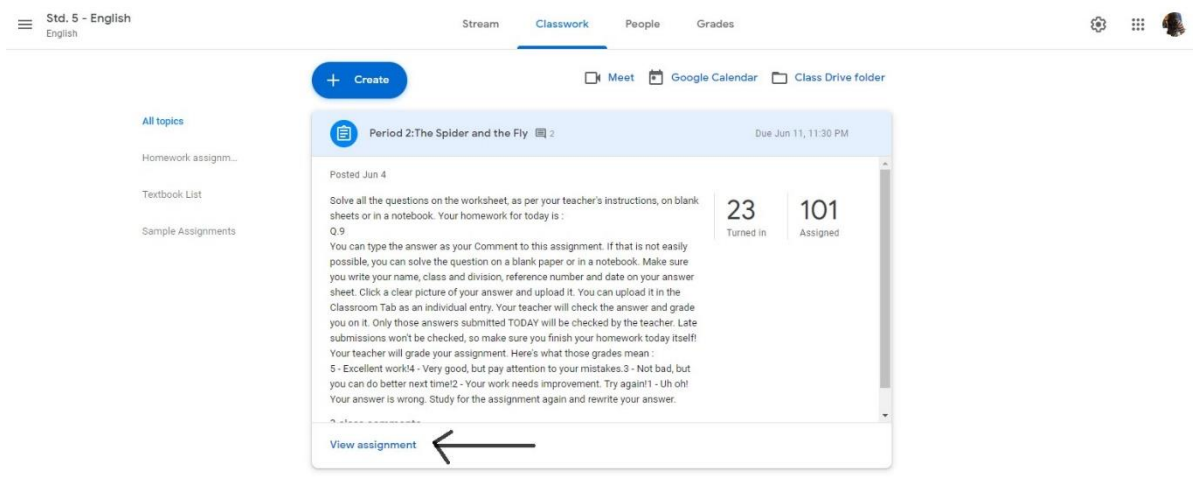 Std. 5 - English
English
Stream Classwork People Grades
+ Create
Meet Google Calendar Class Drive folder
All topics
Homework assignm...
Textbook List
Sample Assignments
Period 2:The Spider and the Fly 2
Due Jun 11, 11:30 PM
Posted Jun 4
Solve all the questions on the worksheet, as per your teacher's instructions, on blank
sheets or in a notebook. Your homework for today is :
Q.9
You can type the answer as your Comment to this assignment. If that is not easily
possible, you can solve the question on a blank paper or in a notebook. Make sure
you write your name, class and division, reference number and date on your answer
sheet. Click a clear picture of your answer and upload it. You can upload it in the
Classroom Tab as an individual entry. Your teacher will check the answer and grade
you on it. Only those answers submitted TODAY will be checked by the teacher. Late
submissions won't be checked, so make sure you finish your homework today itself!
Your teacher will grade your assignment. Here's what those grades mean :
5 - Excellent work!4 - Very good, but pay attention to your mistakes.3 - Not bad, but
you can do better next time!2 - Your work needs improvement. Try again!1 - Uh oh!
Your answer is wrong. Study for the assignment again and rewrite your answer.
23
Turned in
101
Assigned
View assignment